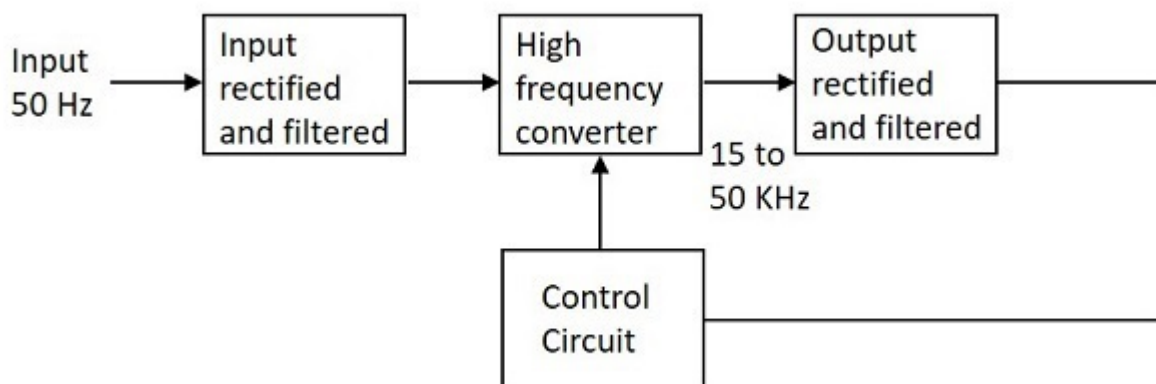 Input
50 Hz
Input
rectified
and filtered
High
frequency
converter
15 to
50 KHz
Output
rectified
and filtered
Control
Circuit